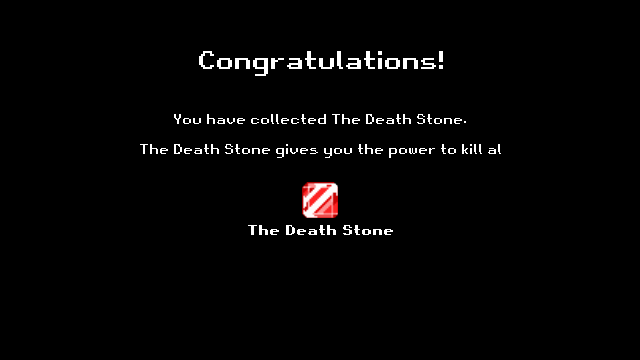 Congratulations!
You have collected The Death Stone.
The Death Stone gives you the power to kill al
The Death Stone